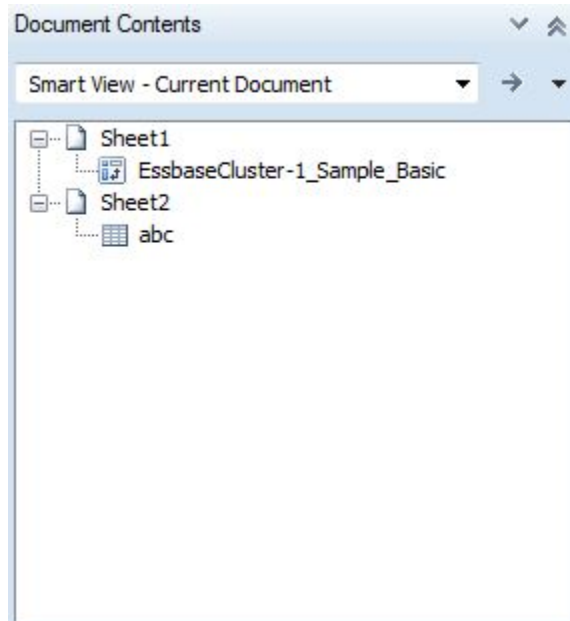 Document Contents
Smart View - Current Document
Sheet1
EssbaseCluster-1_Sample_Basic
Sheet2
abc